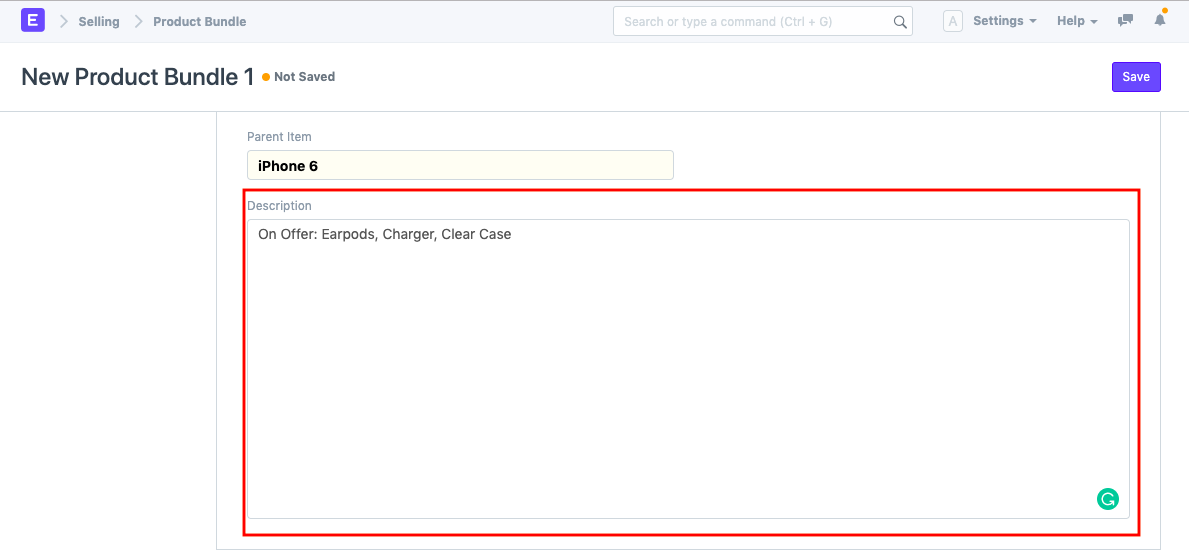 E Selling Product Bundle Search or type a command (Ctrl + G) A Settings Help
New Product Bundle 1 Not Saved Save
Parent Item
iPhone 6
Description
On Offer: Earpods, Charger, Clear Case